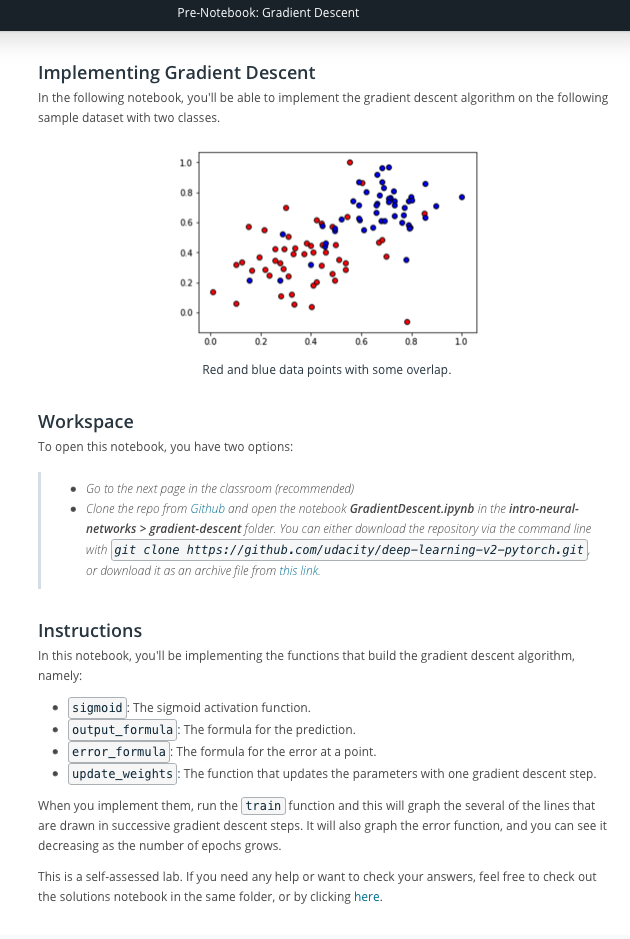 Pre-Notebook: Gradient Descent
Implementing Gradient Descent
In the following notebook, you'll be able to implement the gradient descent algorithm on the following
sample dataset with two classes.
1.0
0.8
0.6
0.4
0.2
0.0
0.0 0.2 0.4 0.6 0.8 1.0
Red and blue data points with some overlap.
Workspace
To open this notebook, you have two options:
• Go to the next page in the classroom (recommended)
• Clone the repo from Github and open the notebook GradientDescent.ipynb in the intro-neural-
networks > gradient-descent folder. You can either download the repository via the command line
with git clone https://github.com/udacity/deep-learning-v2-pytorch.git,
or download it as an archive file from this link.
Instructions
In this notebook, you'll be implementing the functions that build the gradient descent algorithm,
namely:
• sigmoid: The sigmoid activation function.
• output_formula: The formula for the prediction.
• error_formula: The formula for the error at a point.
• update_weights: The function that updates the parameters with one gradient descent step.
When you implement them, run the train function and this will graph the several of the lines that
are drawn in successive gradient descent steps. It will also graph the error function, and you can see it
decreasing as the number of epochs grows.
This is a self-assessed lab. If you need any help or want to check your answers, feel free to check out
the solutions notebook in the same folder, or by clicking here.